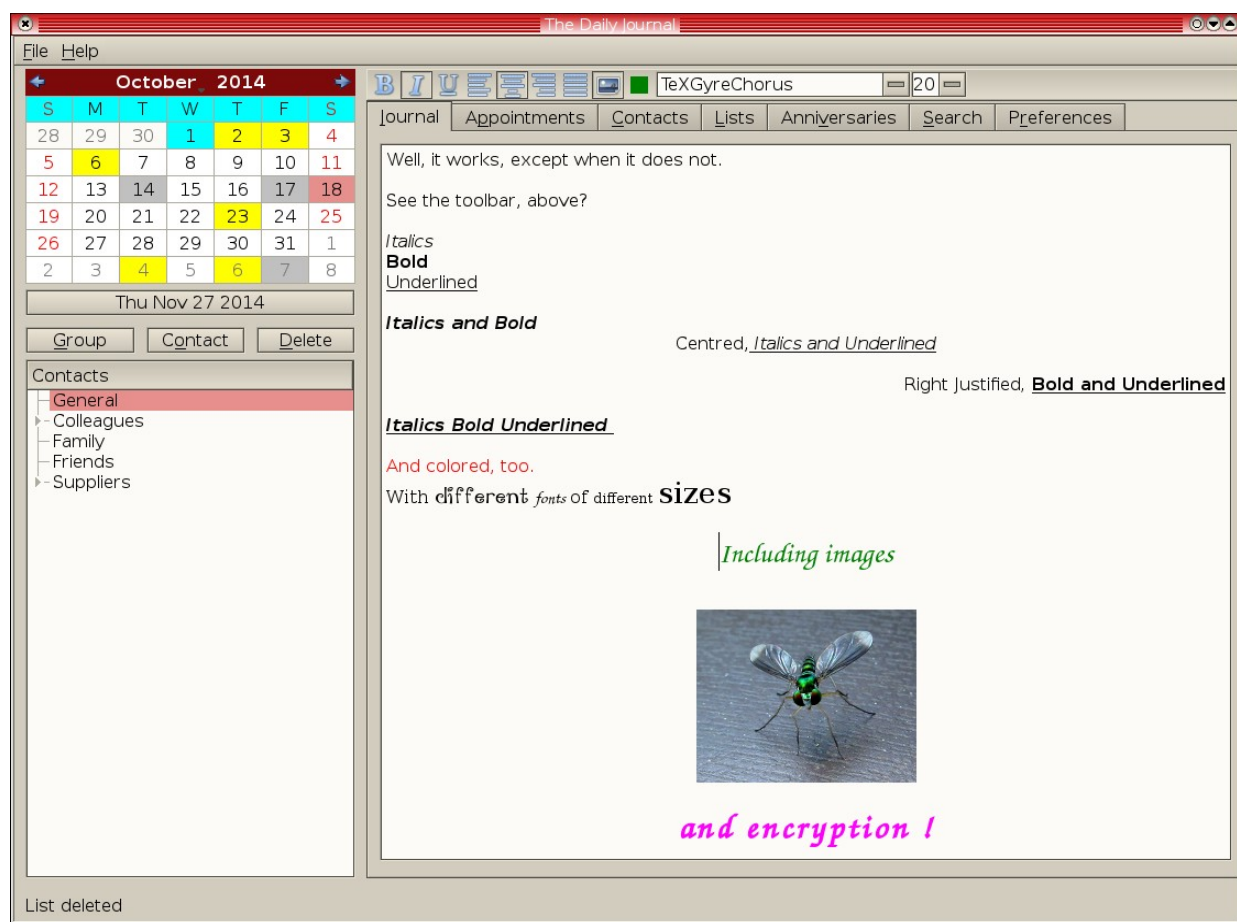 The Daily Journal
File Help
October 2014
S M T W T F S
28 29 30 1 2 3 4
5 6 7 8 9 10 11
12 13 14 15 16 17 18
19 20 21 22 23 24 25
26 27 28 29 30 31 1
2 3 4 5 6 7 8
Thu Nov 27 2014
Group Contact Delete
Contacts
General
Colleagues
Family
Friends
Suppliers
B I U TeXGyreChorus 20
Journal Appointments Contacts Lists Anniversaries Search Preferences
Well, it works, except when it does not.
See the toolbar, above?
Italics
Bold
Underlined
Italics and Bold
Centred, Italics and Underlined
Right Justified, Bold and Underlined
Italics Bold Underlined
And colored, too.
With different fonts of different sizes
Including images
and encryption !
List deleted